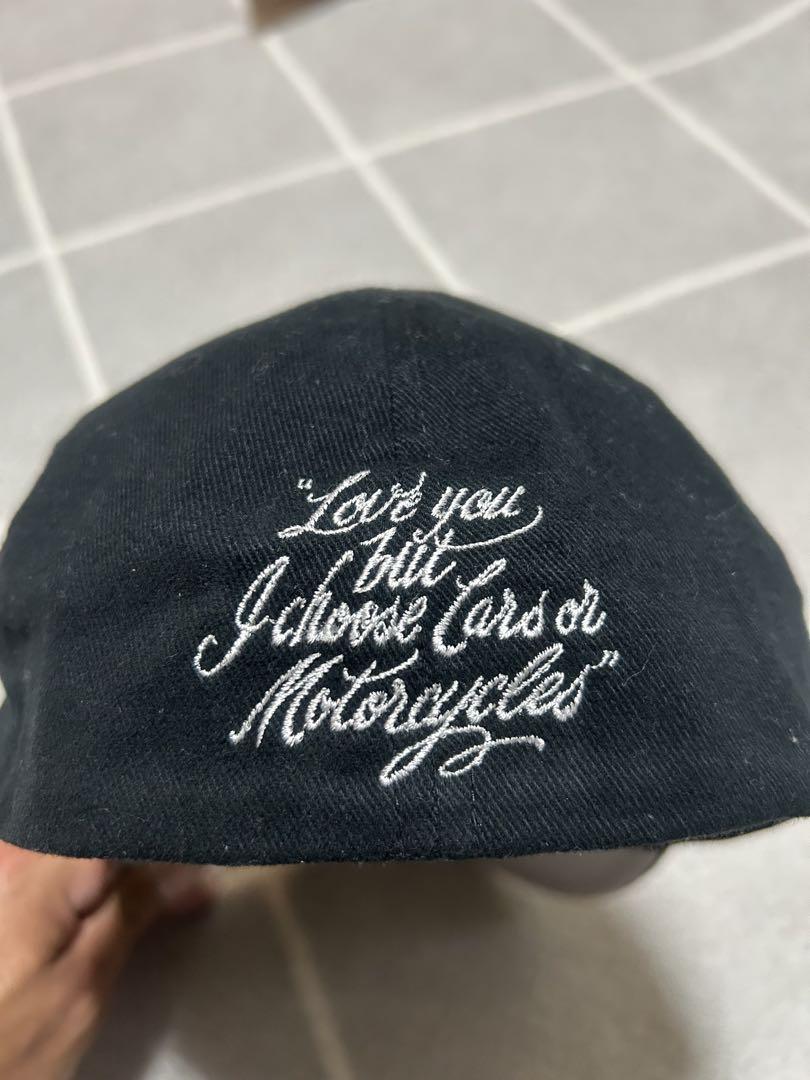 "Love you
but
I choose Cars or
Motorcycles"